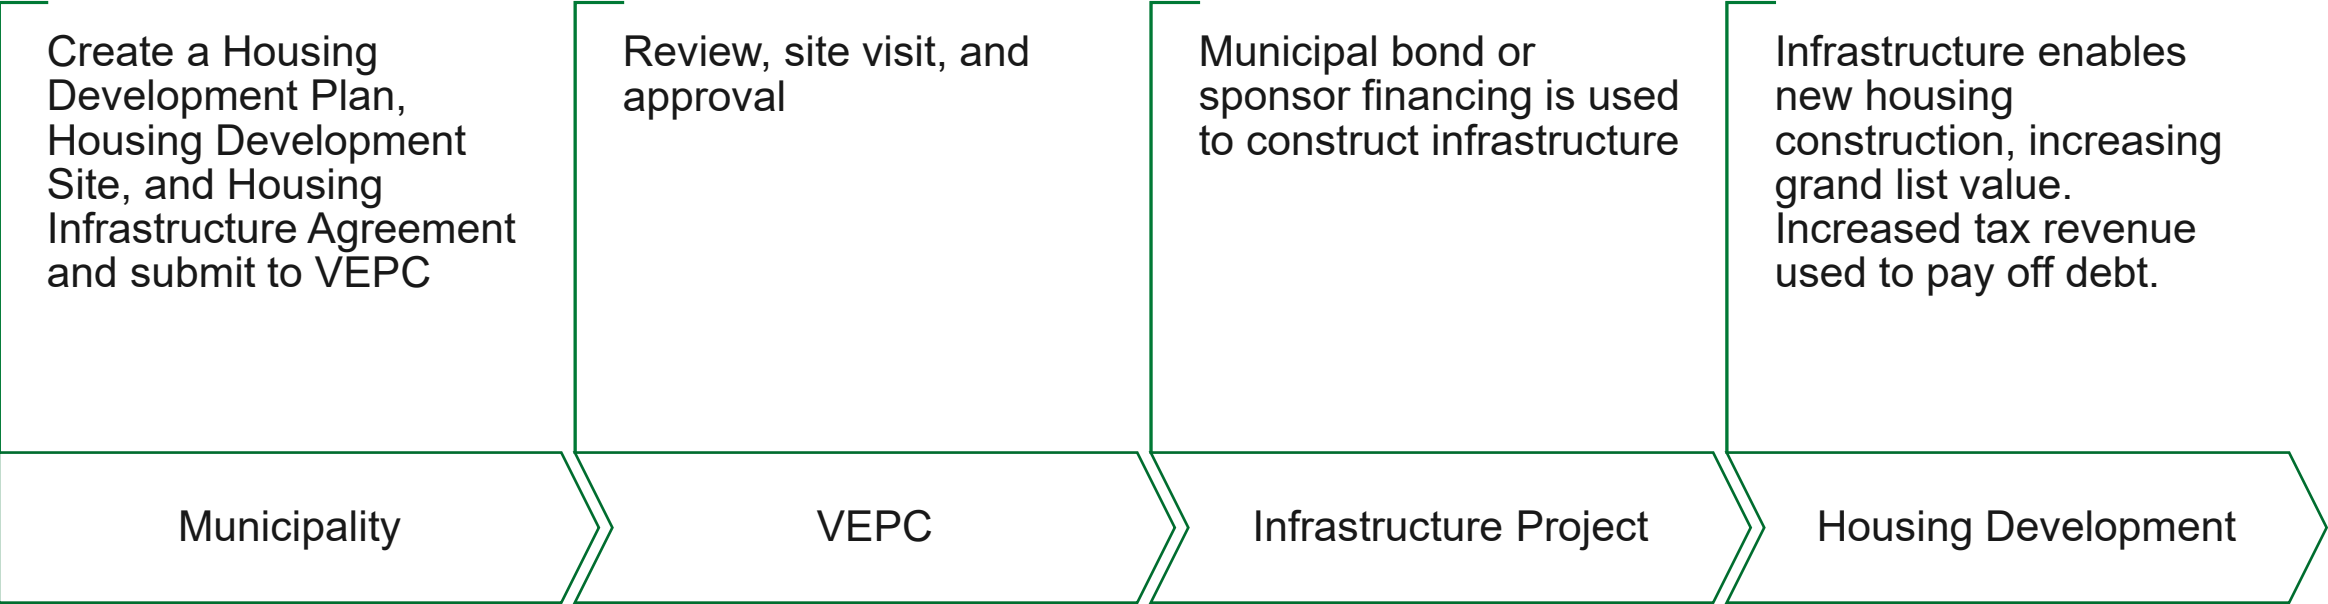 Create a Housing
Development Plan,
Housing Development
Site, and Housing
Infrastructure Agreement
and submit to VEPC
Review, site visit, and
approval
Municipal bond or
sponsor financing is used
to construct infrastructure
Infrastructure enables
new housing
construction, increasing
grand list value.
Increased tax revenue
used to pay off debt.
Municipality
VEPC
Infrastructure Project
Housing Development